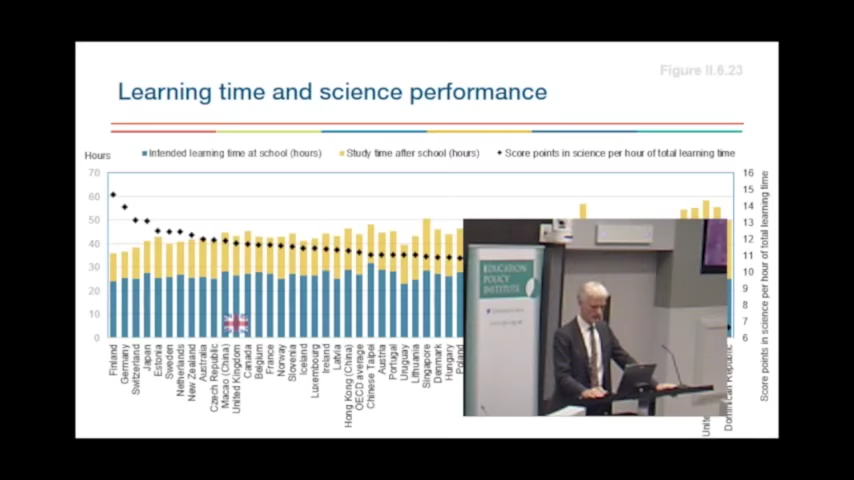 Figure II.6.23
Learning time and science performance
Hours
Intended learning time at school (hours)
Study time after school (hours)
Score points in science per hour of total learning time
70
60
50
40
30
20
10
0
16
15
14
13
12
11
10
9
8
7
6
Score points in science per hour of total learning time
Finland
Germany
Switzerland
Japan
Estonia
Sweden
Netherlands
New Zealand
Australia
Czech Republic
Macao (China)
United Kingdom
Canada
Belgium
France
Norway
Slovenia
Iceland
Luxembourg
Ireland
Latvia
Hong Kong (China)
OECD average
Chinese Taipei
Austria
Portugal
Uruguay
Lithuania
Singapore
Denmark
Hungary
Poland
Unite
Dominican Republic
EDUCATION
POLICY
INSTITUTE